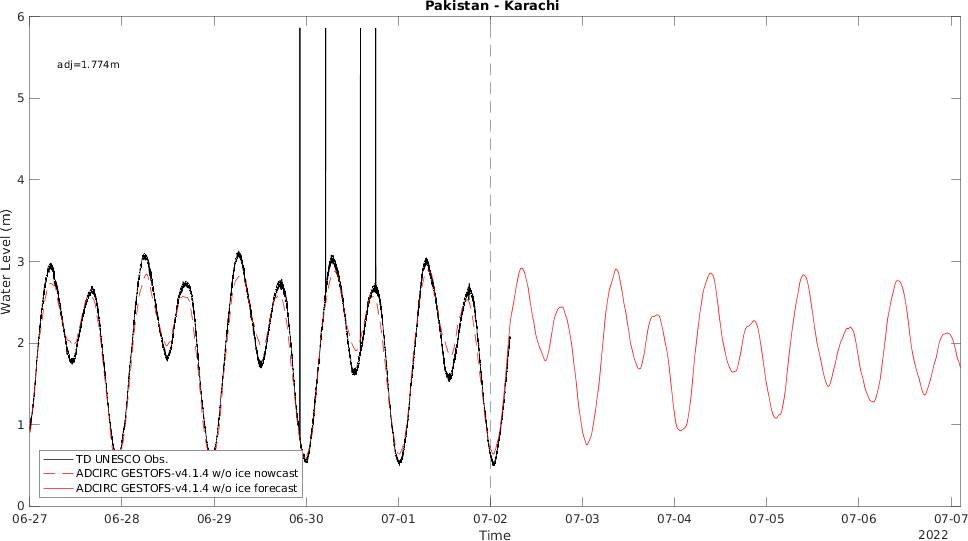 Pakistan - Karachi
6
adj=1.774m
5
4
3
2
1
0
Water Level (m)
TD UNESCO Obs.
ADCIRC GESTOFS-v4.1.4 w/o ice nowcast
ADCIRC GESTOFS-v4.1.4 w/o ice forecast
06-27 06-28 06-29 06-30 07-01 07-02 07-03 07-04 07-05 07-06 07-07
Time
2022